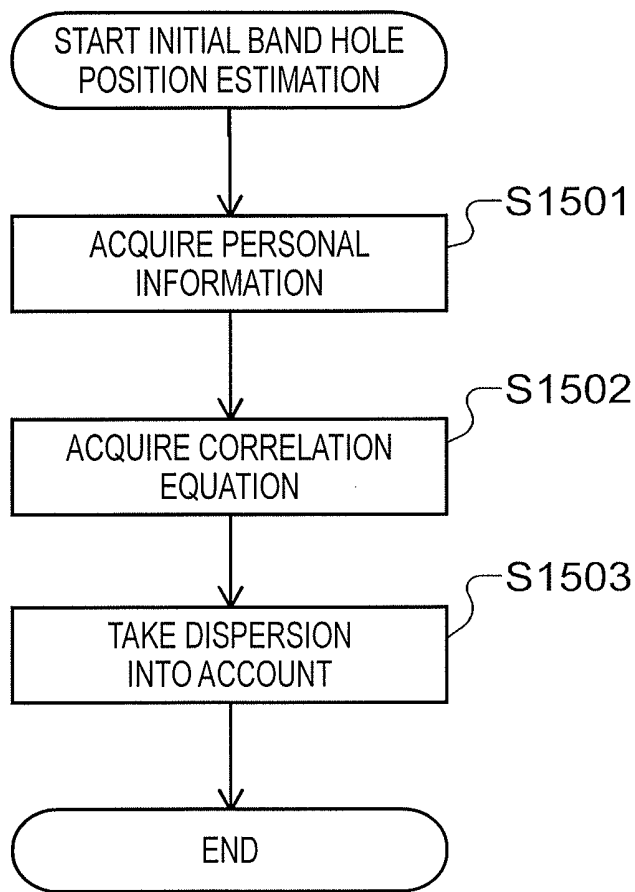 START INITIAL BAND HOLE
POSITION ESTIMATION
S1501
ACQUIRE PERSONAL
INFORMATION
S1502
ACQUIRE CORRELATION
EQUATION
S1503
TAKE DISPERSION
INTO ACCOUNT
END